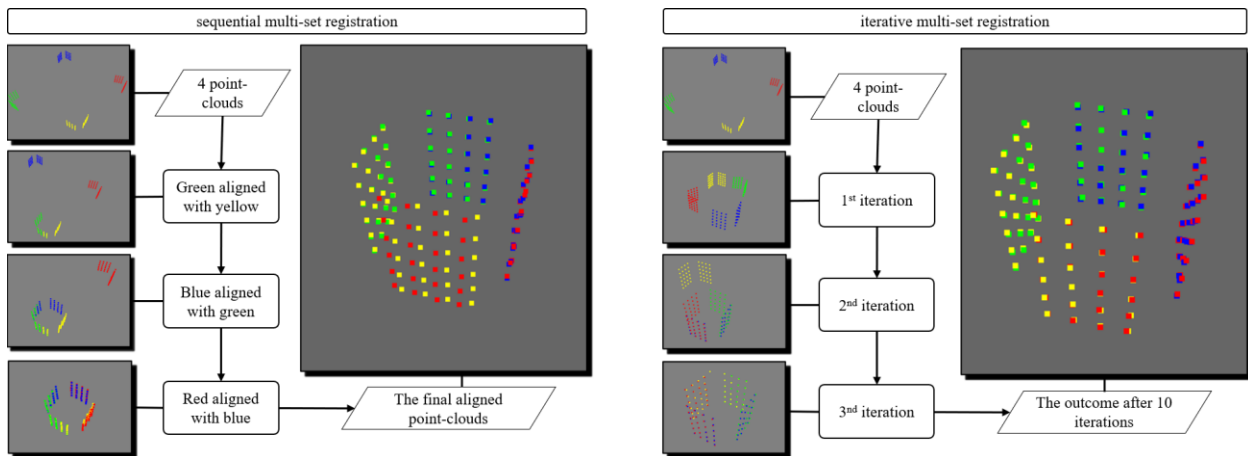 sequential multi-set registration
4 point-
clouds
Green aligned
with yellow
Blue aligned
with green
Red aligned
with blue
The final aligned
point-clouds
iterative multi-set registration
4 point-
clouds
1st iteration
2nd iteration
3nd iteration
The outcome after 10
iterations